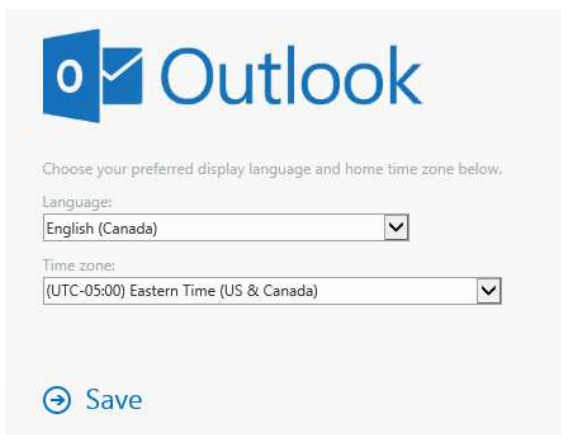 Outlook
Choose your preferred display language and home time zone below.
Language:
English (Canada)
Time zone:
(UTC-05:00) Eastern Time (US & Canada)
Save